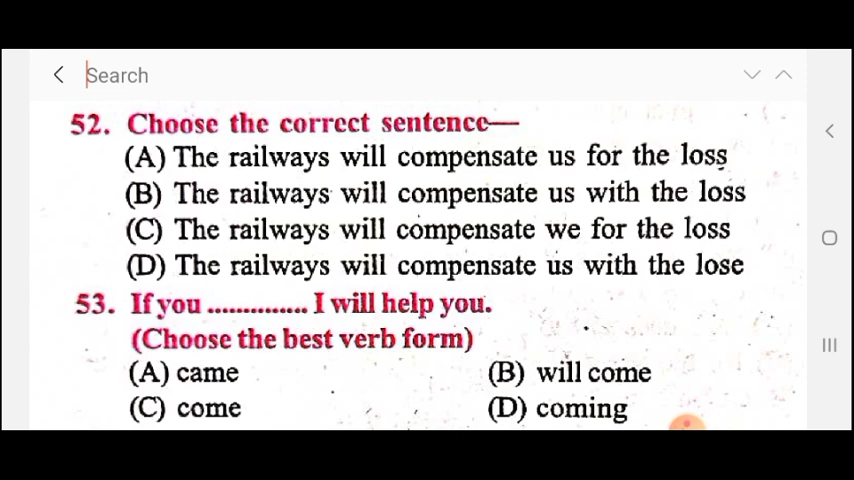 Search
52. Choose the correct sentence—
(A) The railways will compensate us for the loss
(B) The railways will compensate us with the loss
(C) The railways will compensate we for the loss
(D) The railways will compensate us with the lose
53. If you .............. I will help you.
(Choose the best verb form)
(A) came (B) will come
(C) come (D) coming